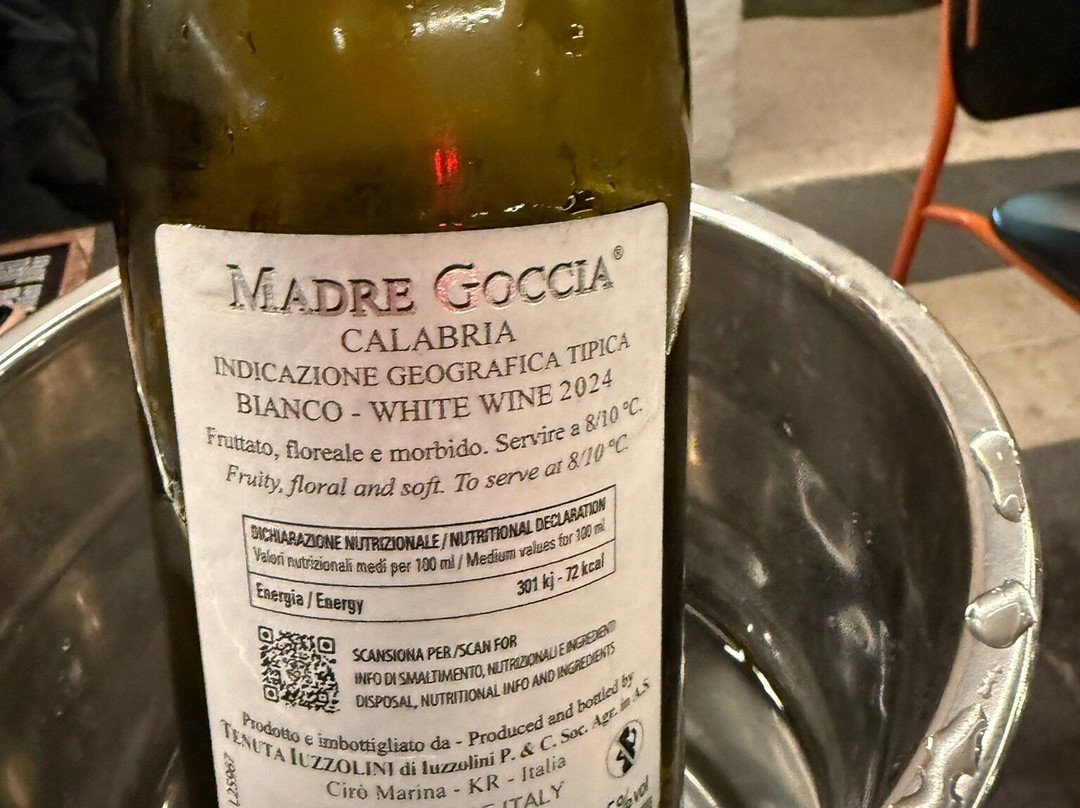 MADRE GOCCIA®
CALABRIA
INDICAZIONE GEOGRAFICA TIPICA
BIANCO - WHITE WINE 2024
Fruttato, floreale e morbido. Servire a 8/10 °C.
Fruity, floral and soft. To serve at 8/10 °C.
DICHIARAZIONE NUTRIZIONALE / NUTRITIONAL DECLARATION
Valori nutrizionali medi per 100 ml / Medium values for 100 ml
Energia / Energy 301 kj - 72 kcal
SCANSIONA PER /SCAN FOR
INFO DI SMALTIMENTO, NUTRIZIONALI E INGREDIENTI
DISPOSAL, NUTRITIONAL INFO AND INGREDIENTS
Prodotto e imbottigliato da - Produced and bottled by
TENUTA IUZZOLINI di Iuzzolini P. & C. Soc. Agr. in A.S.
Cirò Marina - KR - Italia
ITALY
% vol
L25967